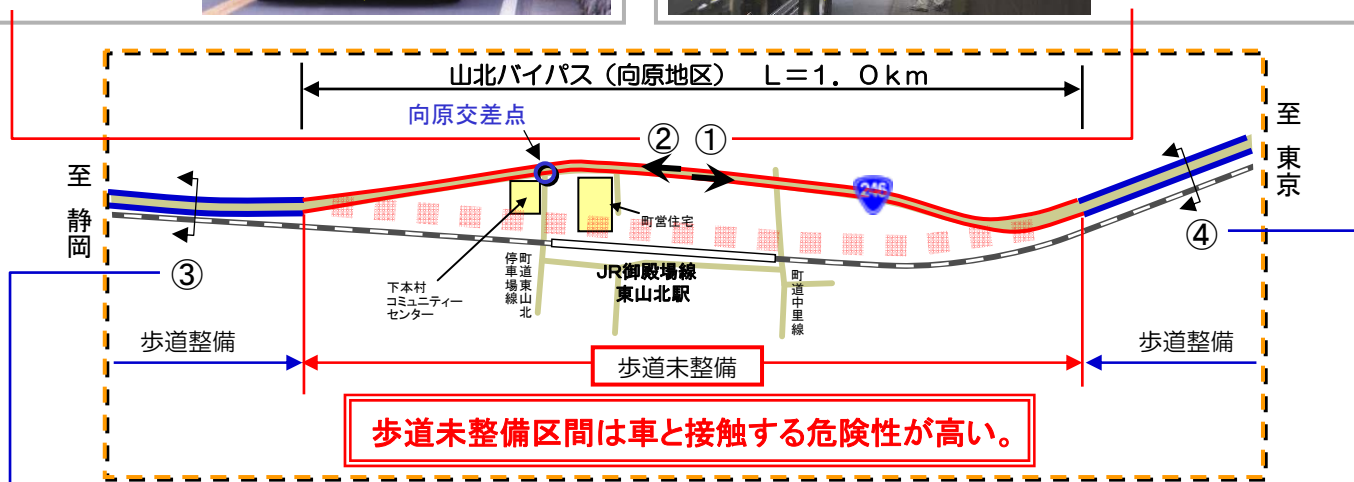 山北バイパス(向原地区) L=1.0km
向原交差点
② ①
至 東京
至 静岡
246
町営住宅
④
③
下本村
コミュニティー
センター
町道東山北
停車場線
JR御殿場線
東山北駅
町道中里線
歩道整備
歩道未整備
歩道整備
歩道未整備区間は車と接触する危険性が高い。